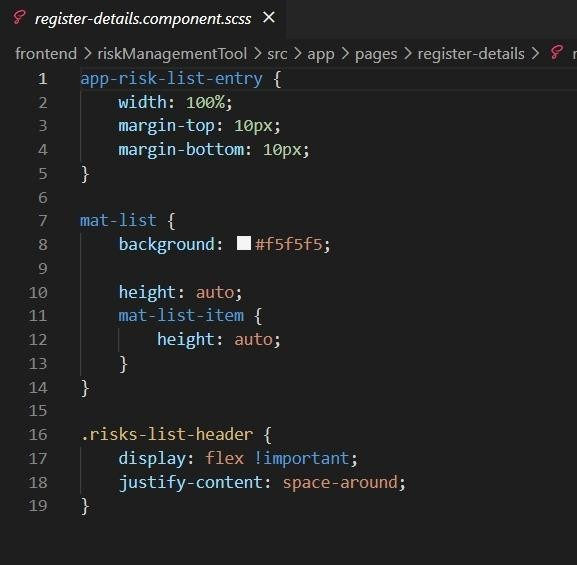 register-details.component.scss ×
frontend > riskManagementTool > src > app > pages > register-details >
1 app-risk-list-entry {
2     width: 100%;
3     margin-top: 10px;
4     margin-bottom: 10px;
5 }
6
7 mat-list {
8     background: #f5f5f5;
9
10     height: auto;
11     mat-list-item {
12         height: auto;
13     }
14 }
15
16 .risks-list-header {
17     display: flex !important;
18     justify-content: space-around;
19 }